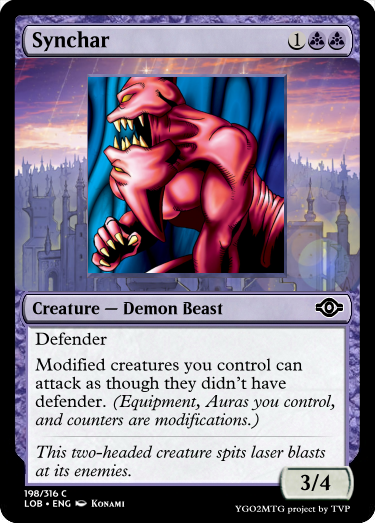 Synchar 1
Creature — Demon Beast
Defender
Modified creatures you control can
attack as though they didn't have
defender. (Equipment, Auras you control,
and counters are modifications.)
This two-headed creature spits laser blasts
at its enemies.
3/4
198/316 C
LOB • ENG KONAMI
YGO2MTG project by TVP